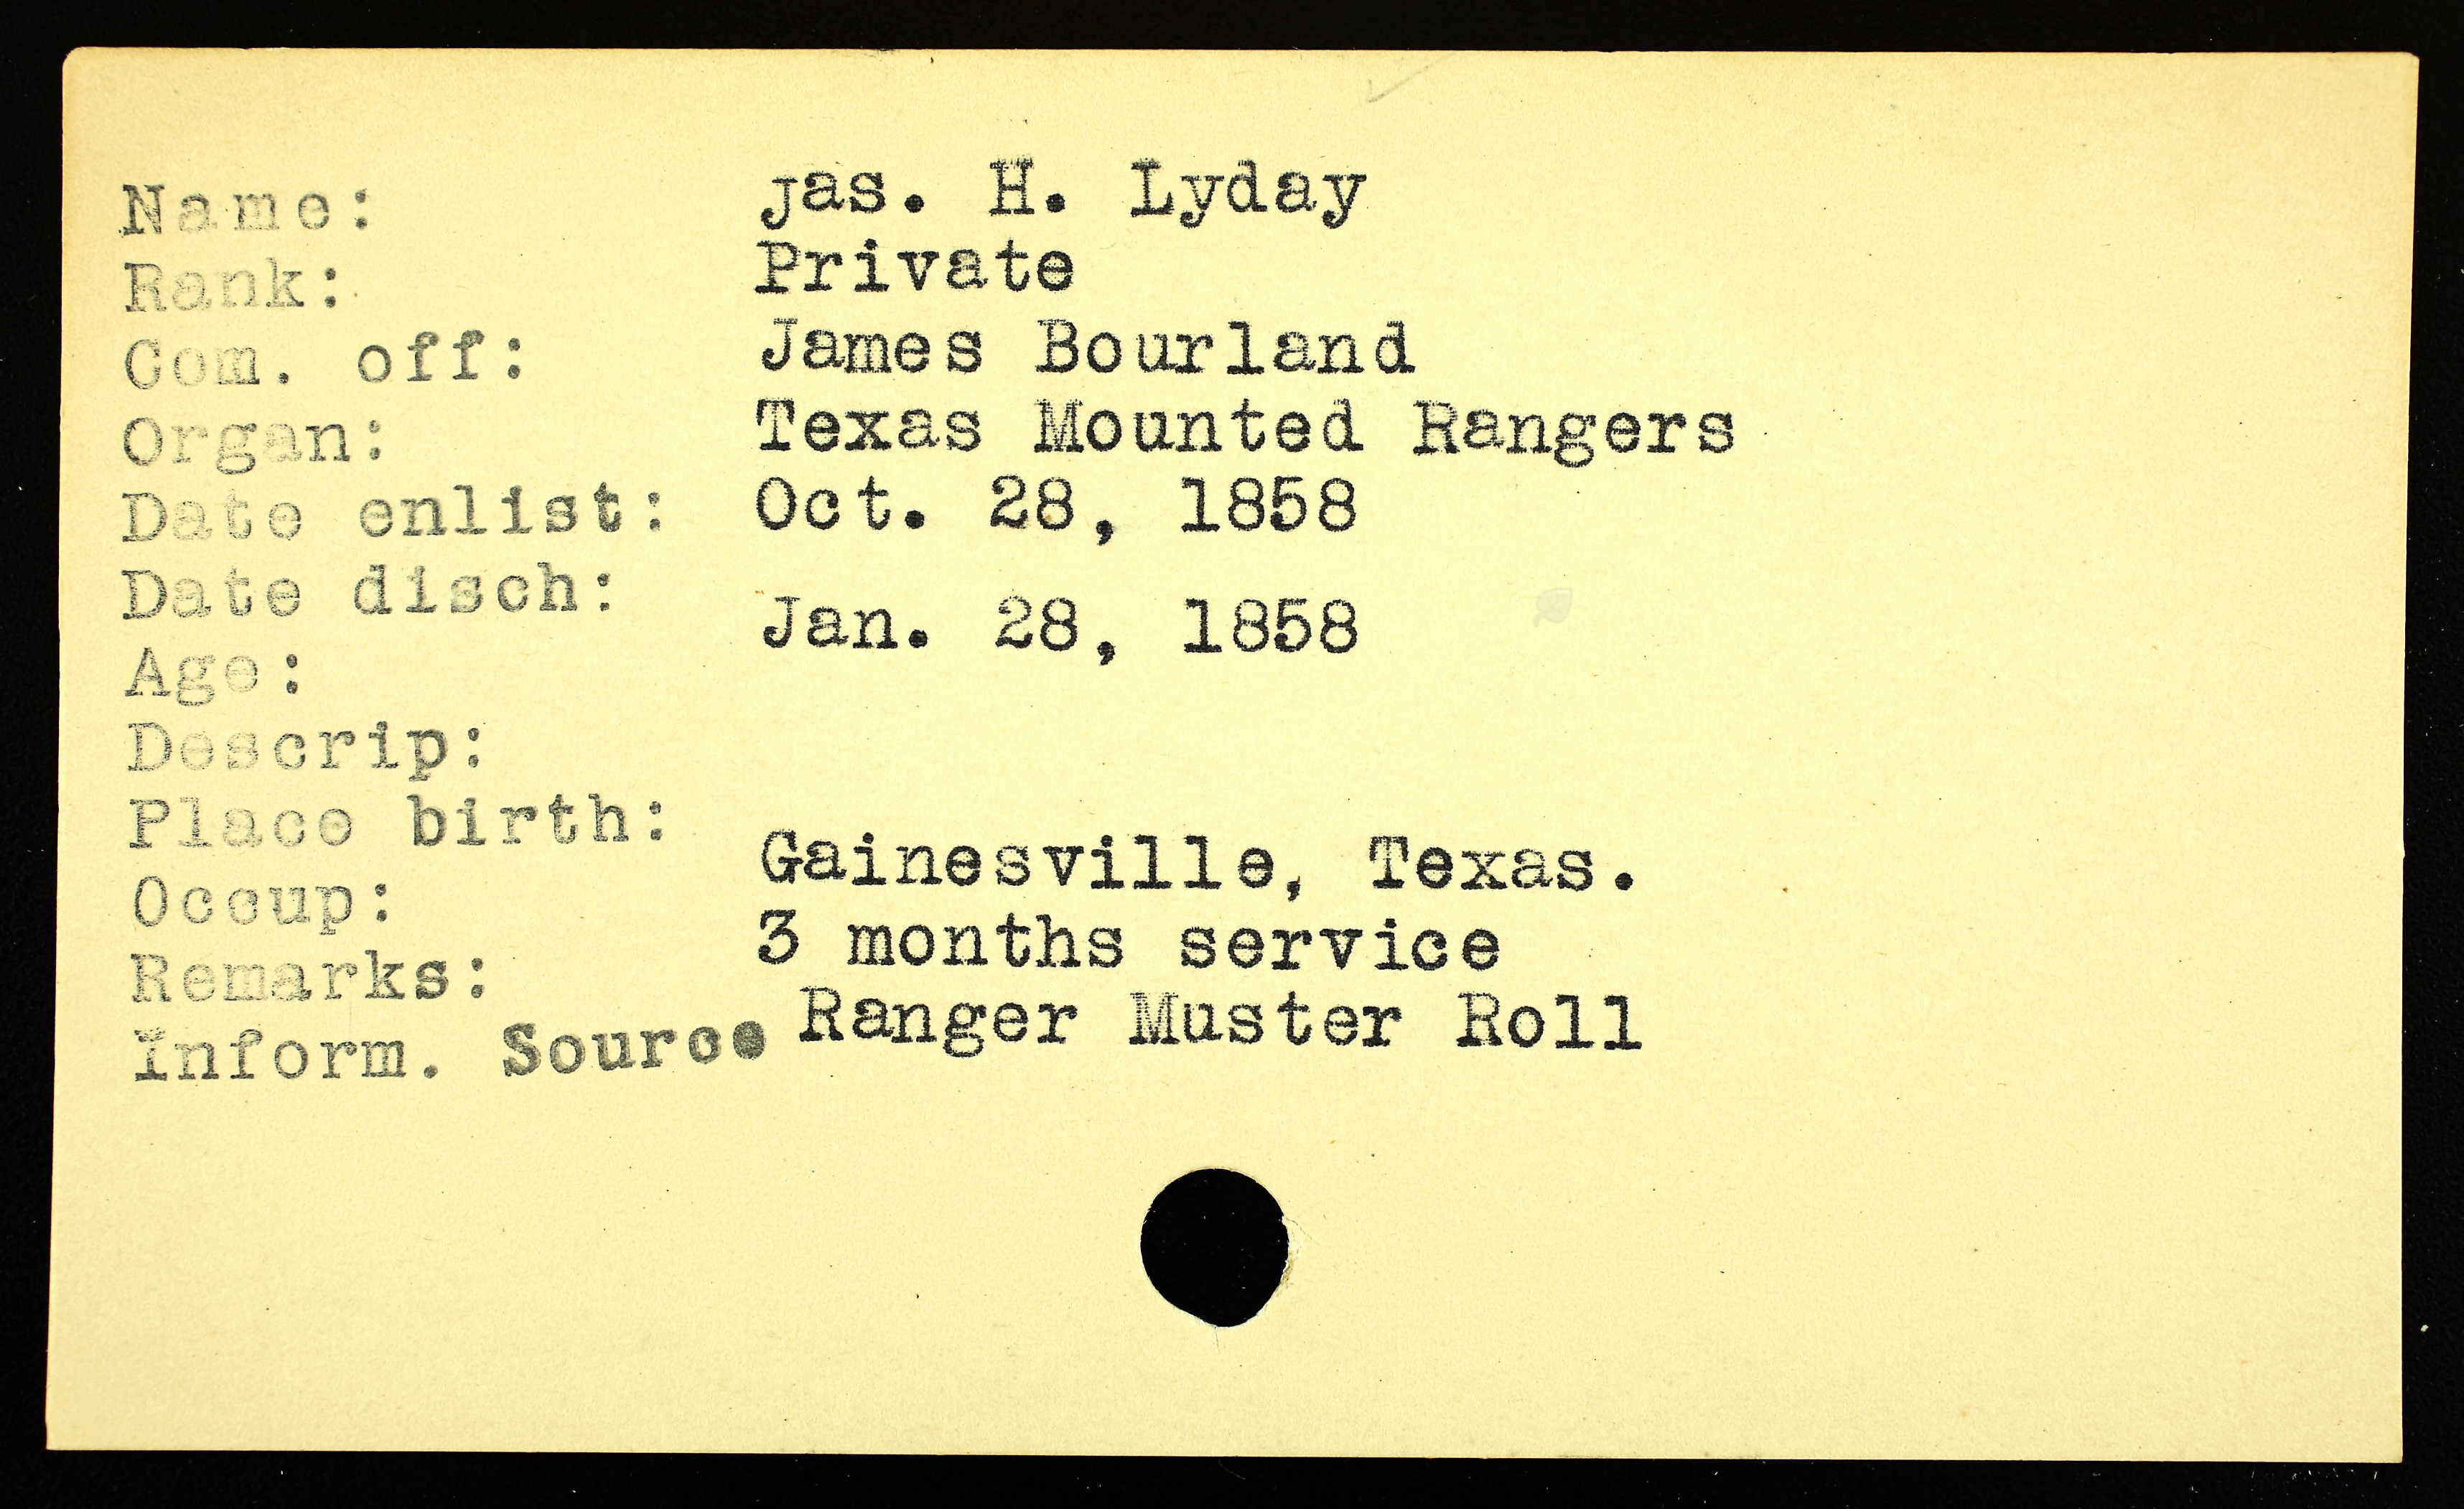 Name: Jas. H. Lyday
Rank: Private
Com. off: James Bourland
Organ: Texas Mounted Rangers
Date enlist: Oct. 28, 1858
Date disch: Jan. 28, 1858
Age:
Descrip:
Place birth:
Occup: Gainesville, Texas.
Remarks: 3 months service
Inform. Source Ranger Muster Roll